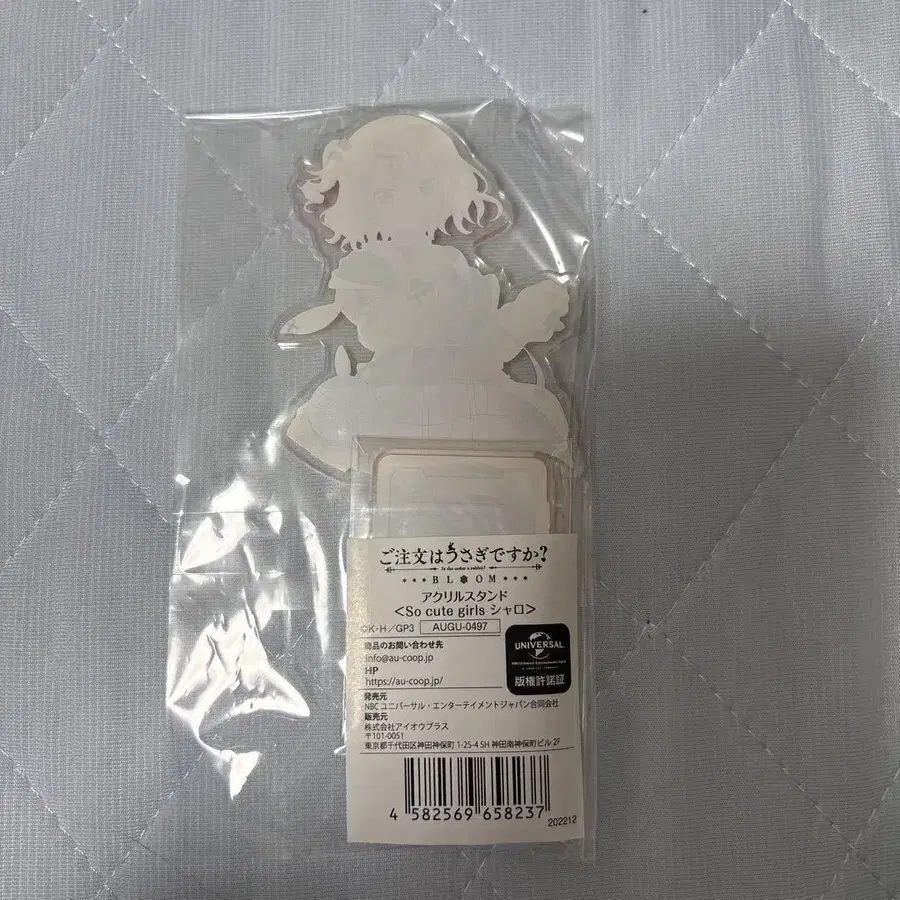 ご注文はうさぎですか?
Is the order a rabbit?
BLOOM
アクリルスタンド
<So cute girls シャロ>
©K・H/GP3 AUGU-0497
商品のお問い合わせ先
info@au-coop.jp
HP
https://au-coop.jp/
UNIVERSAL
版権許諾証
発売元
NBC ユニバーサル・エンターテイメントジャパン合同会社
販売元
株式会社アイオウプラス
〒101-0051
東京都千代田区神田神保町 1-25-4 SH 神田南神保町ビル 2F
4 582569 658237
202212